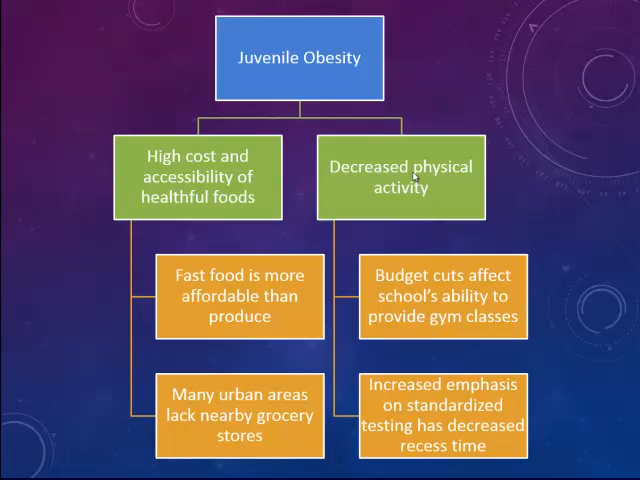 Juvenile Obesity
High cost and
accessibility of
healthful foods
Decreased physical
activity
Fast food is more
affordable than
produce
Budget cuts affect
school's ability to
provide gym classes
Many urban areas
lack nearby grocery
stores
Increased emphasis
on standardized
testing has decreased
recess time